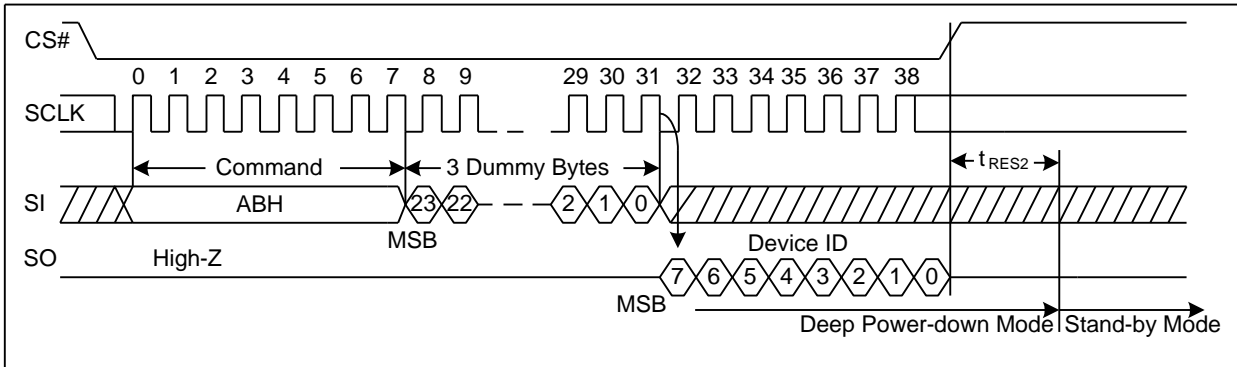 CS#
0 1 2 3 4 5 6 7 8 9 29 30 31 32 33 34 35 36 37 38
SCLK
Command 3 Dummy Bytes tRES2
SI ABH 23 22 2 1 0
MSB
SO High-Z Device ID
7 6 5 4 3 2 1 0
MSB
Deep Power-down Mode Stand-by Mode